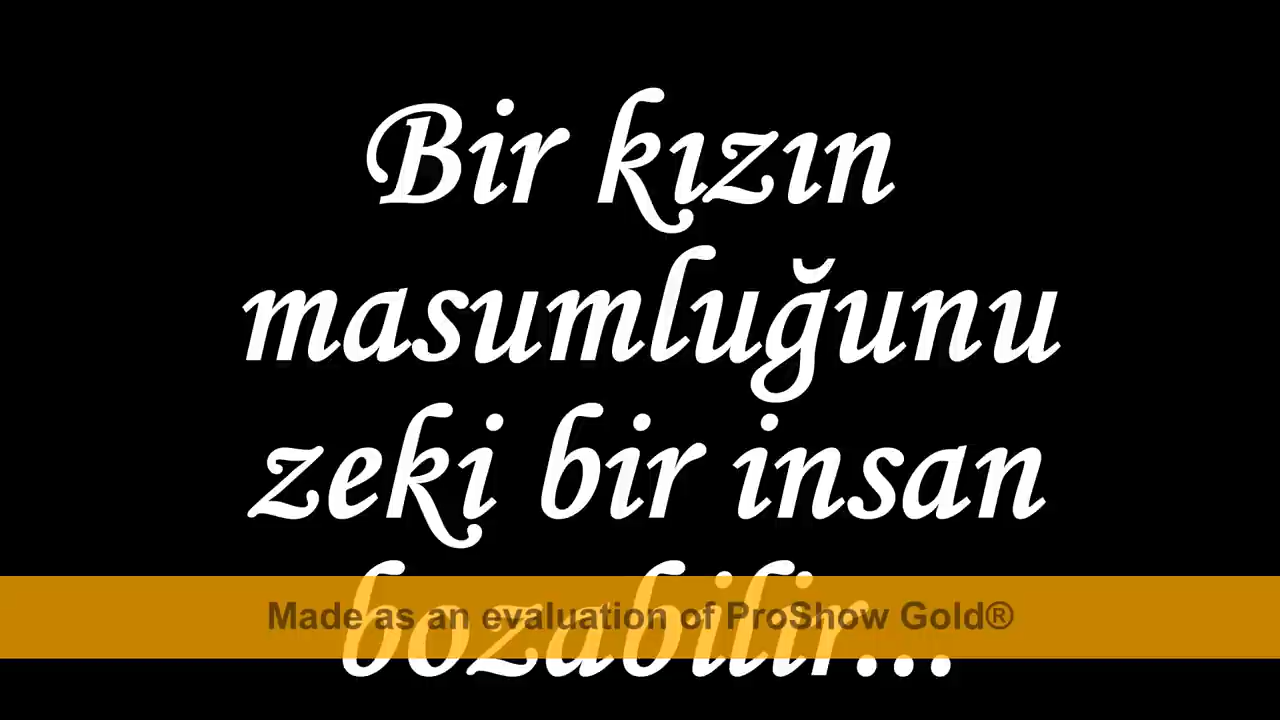 Bir kızın
masumluğunu
zeki bir insan
bozabilir...
Made as an evaluation of ProShow Gold®